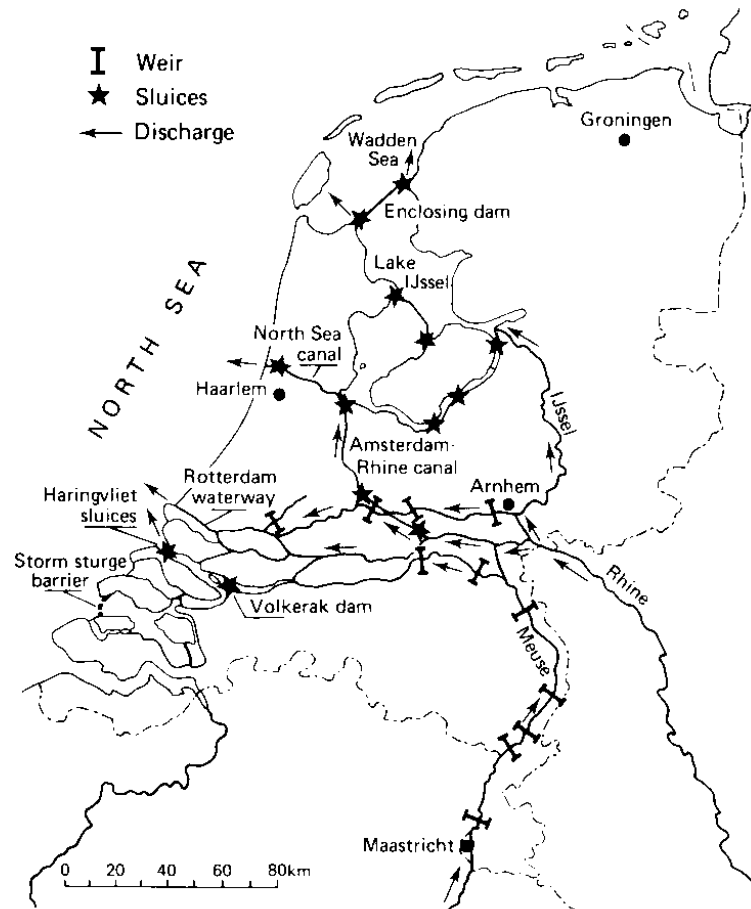 Weir
Sluices
Discharge
Groningen
Wadden
Sea
Enclosing dam
Lake
IJssel
NORTH SEA
North Sea
canal
Haarlem
IJssel
Amsterdam-
Rhine canal
Rotterdam
waterway
Arnhem
Haringvliet
sluices
Storm sturge
barrier
Rhine
Volkerak dam
Meuse
Maastricht
0 20 40 60 80km